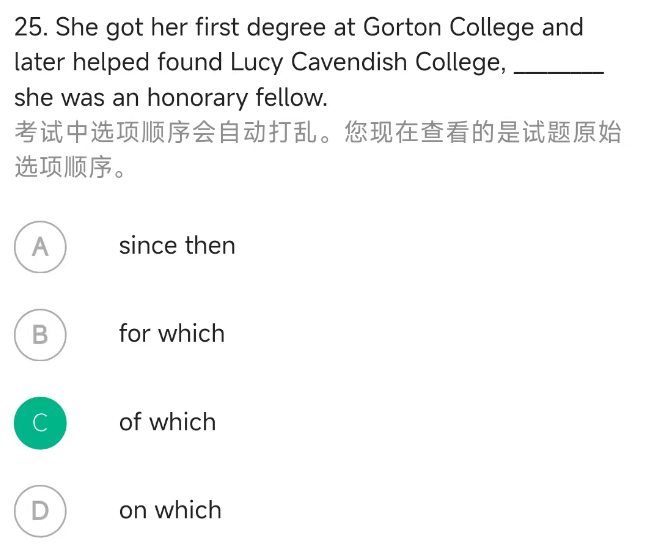 25. She got her first degree at Gorton College and
later helped found Lucy Cavendish College, ________
she was an honorary fellow.
考试中选项顺序会自动打乱。您现在查看的是试题原始
选项顺序。
A since then
B for which
C of which
D on which